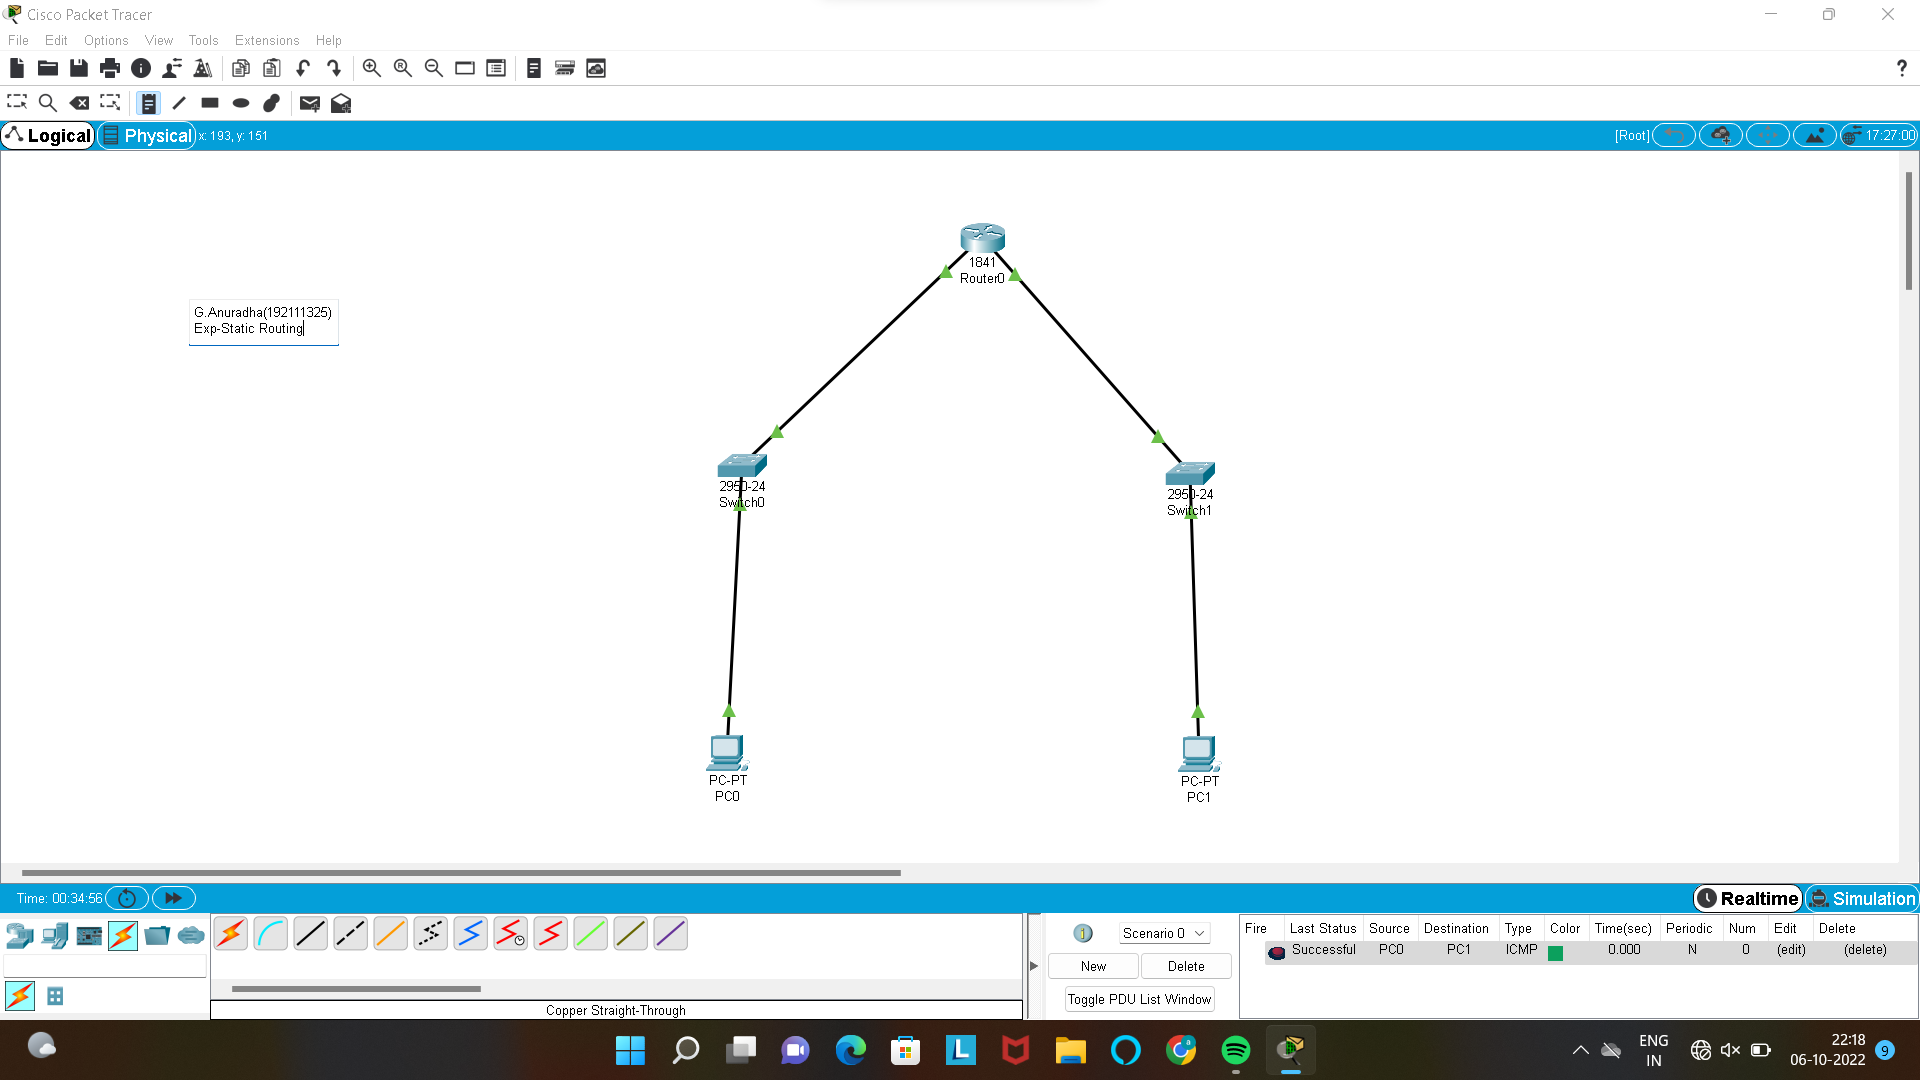 Cisco Packet Tracer
File Edit Options View Tools Extensions Help
?
Logical Physical x: 193, y: 151 [Root] 17:27:00
1841
Router0
G.Anuradha(192111325)
Exp-Static Routing
2950-24
Switch0
2950-24
Switch1
PC-PT
PC0
PC-PT
PC1
Time: 00:34:56 Realtime Simulation
Scenario 0
New Delete
Toggle PDU List Window
Fire Last Status Source Destination Type Color Time(sec) Periodic Num Edit Delete
Successful PC0 PC1 ICMP 0.000 N 0 (edit) (delete)
Copper Straight-Through
ENG
IN
22:18
06-10-2022
9